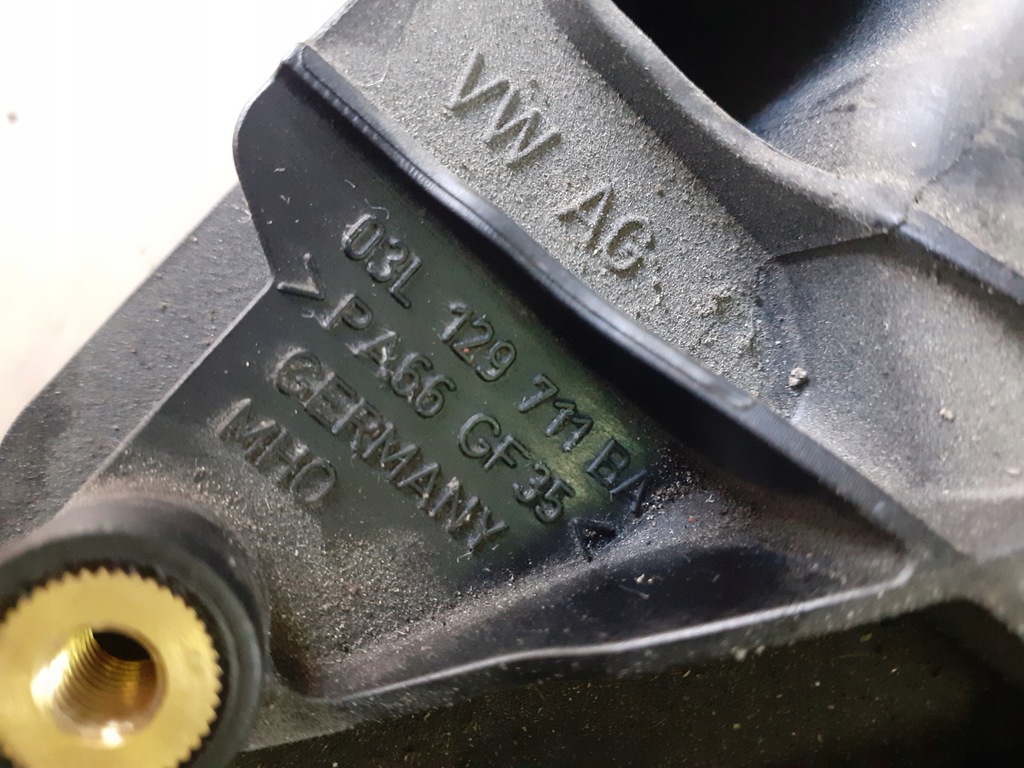 VW AG
03L 129 711 BA
>PA66 GF35<
GERMANY
MHO